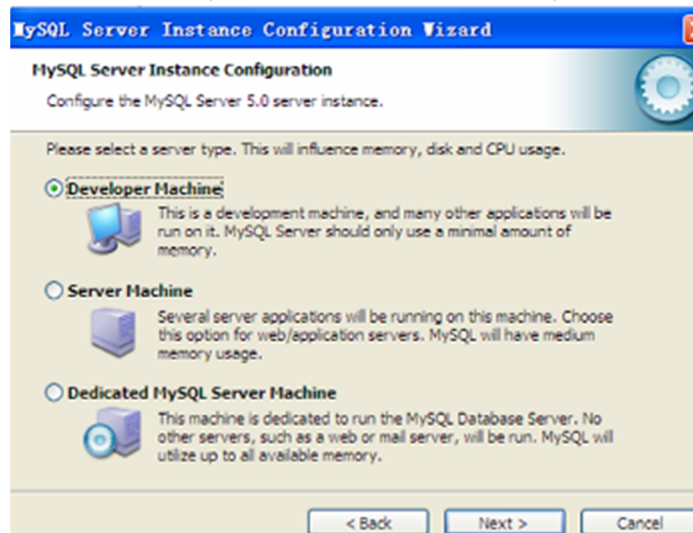 MySQL Server Instance Configuration Wizard
MySQL Server Instance Configuration
Configure the MySQL Server 5.0 server instance.
Please select a server type. This will influence memory, disk and CPU usage.
Developer Machine
This is a development machine, and many other applications will be
run on it. MySQL Server should only use a minimal amount of
memory.
Server Machine
Several server applications will be running on this machine. Choose
this option for web/application servers. MySQL will have medium
memory usage.
Dedicated MySQL Server Machine
This machine is dedicated to run the MySQL Database Server. No
other servers, such as a web or mail server, will be run. MySQL will
utilize up to all available memory.
< Back Next > Cancel